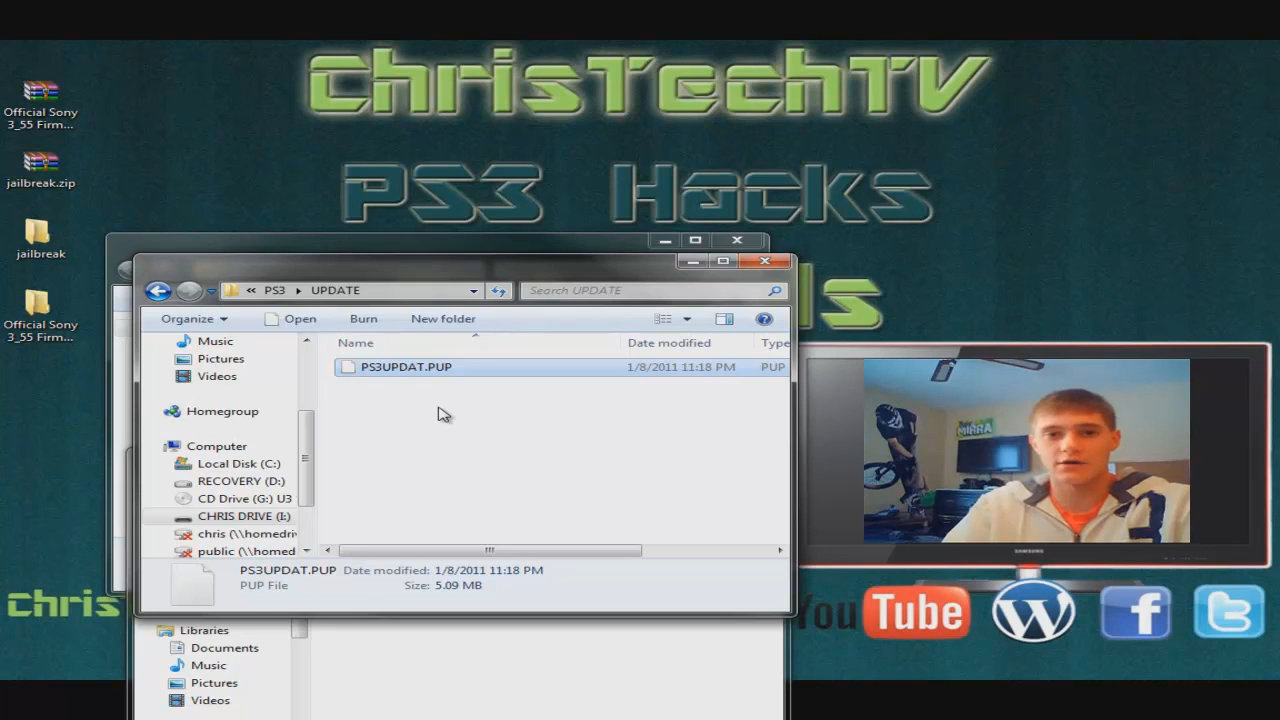 ChrisTechTV
PS3 Hacks
Official Sony
3_55 Firm...
jailbreak.zip
jailbreak
Official Sony
3_55 Firm...
ls
PS3 UPDATE
Search UPDATE
Organize Open Burn New folder
Name Date modified Type
Music
Pictures
Videos
PS3UPDAT.PUP 1/8/2011 11:18 PM PUP
Homegroup
Computer
Local Disk (C:)
RECOVERY (D:)
CD Drive (G:) U3
CHRIS DRIVE (I:)
chris (\\homedri
public (\\homed
PS3UPDAT.PUP Date modified: 1/8/2011 11:18 PM
PUP File Size: 5.09 MB
MIRRA
SAMSUNG
Chris
You Tube
W
f
t
Libraries
Documents
Music
Pictures
Videos